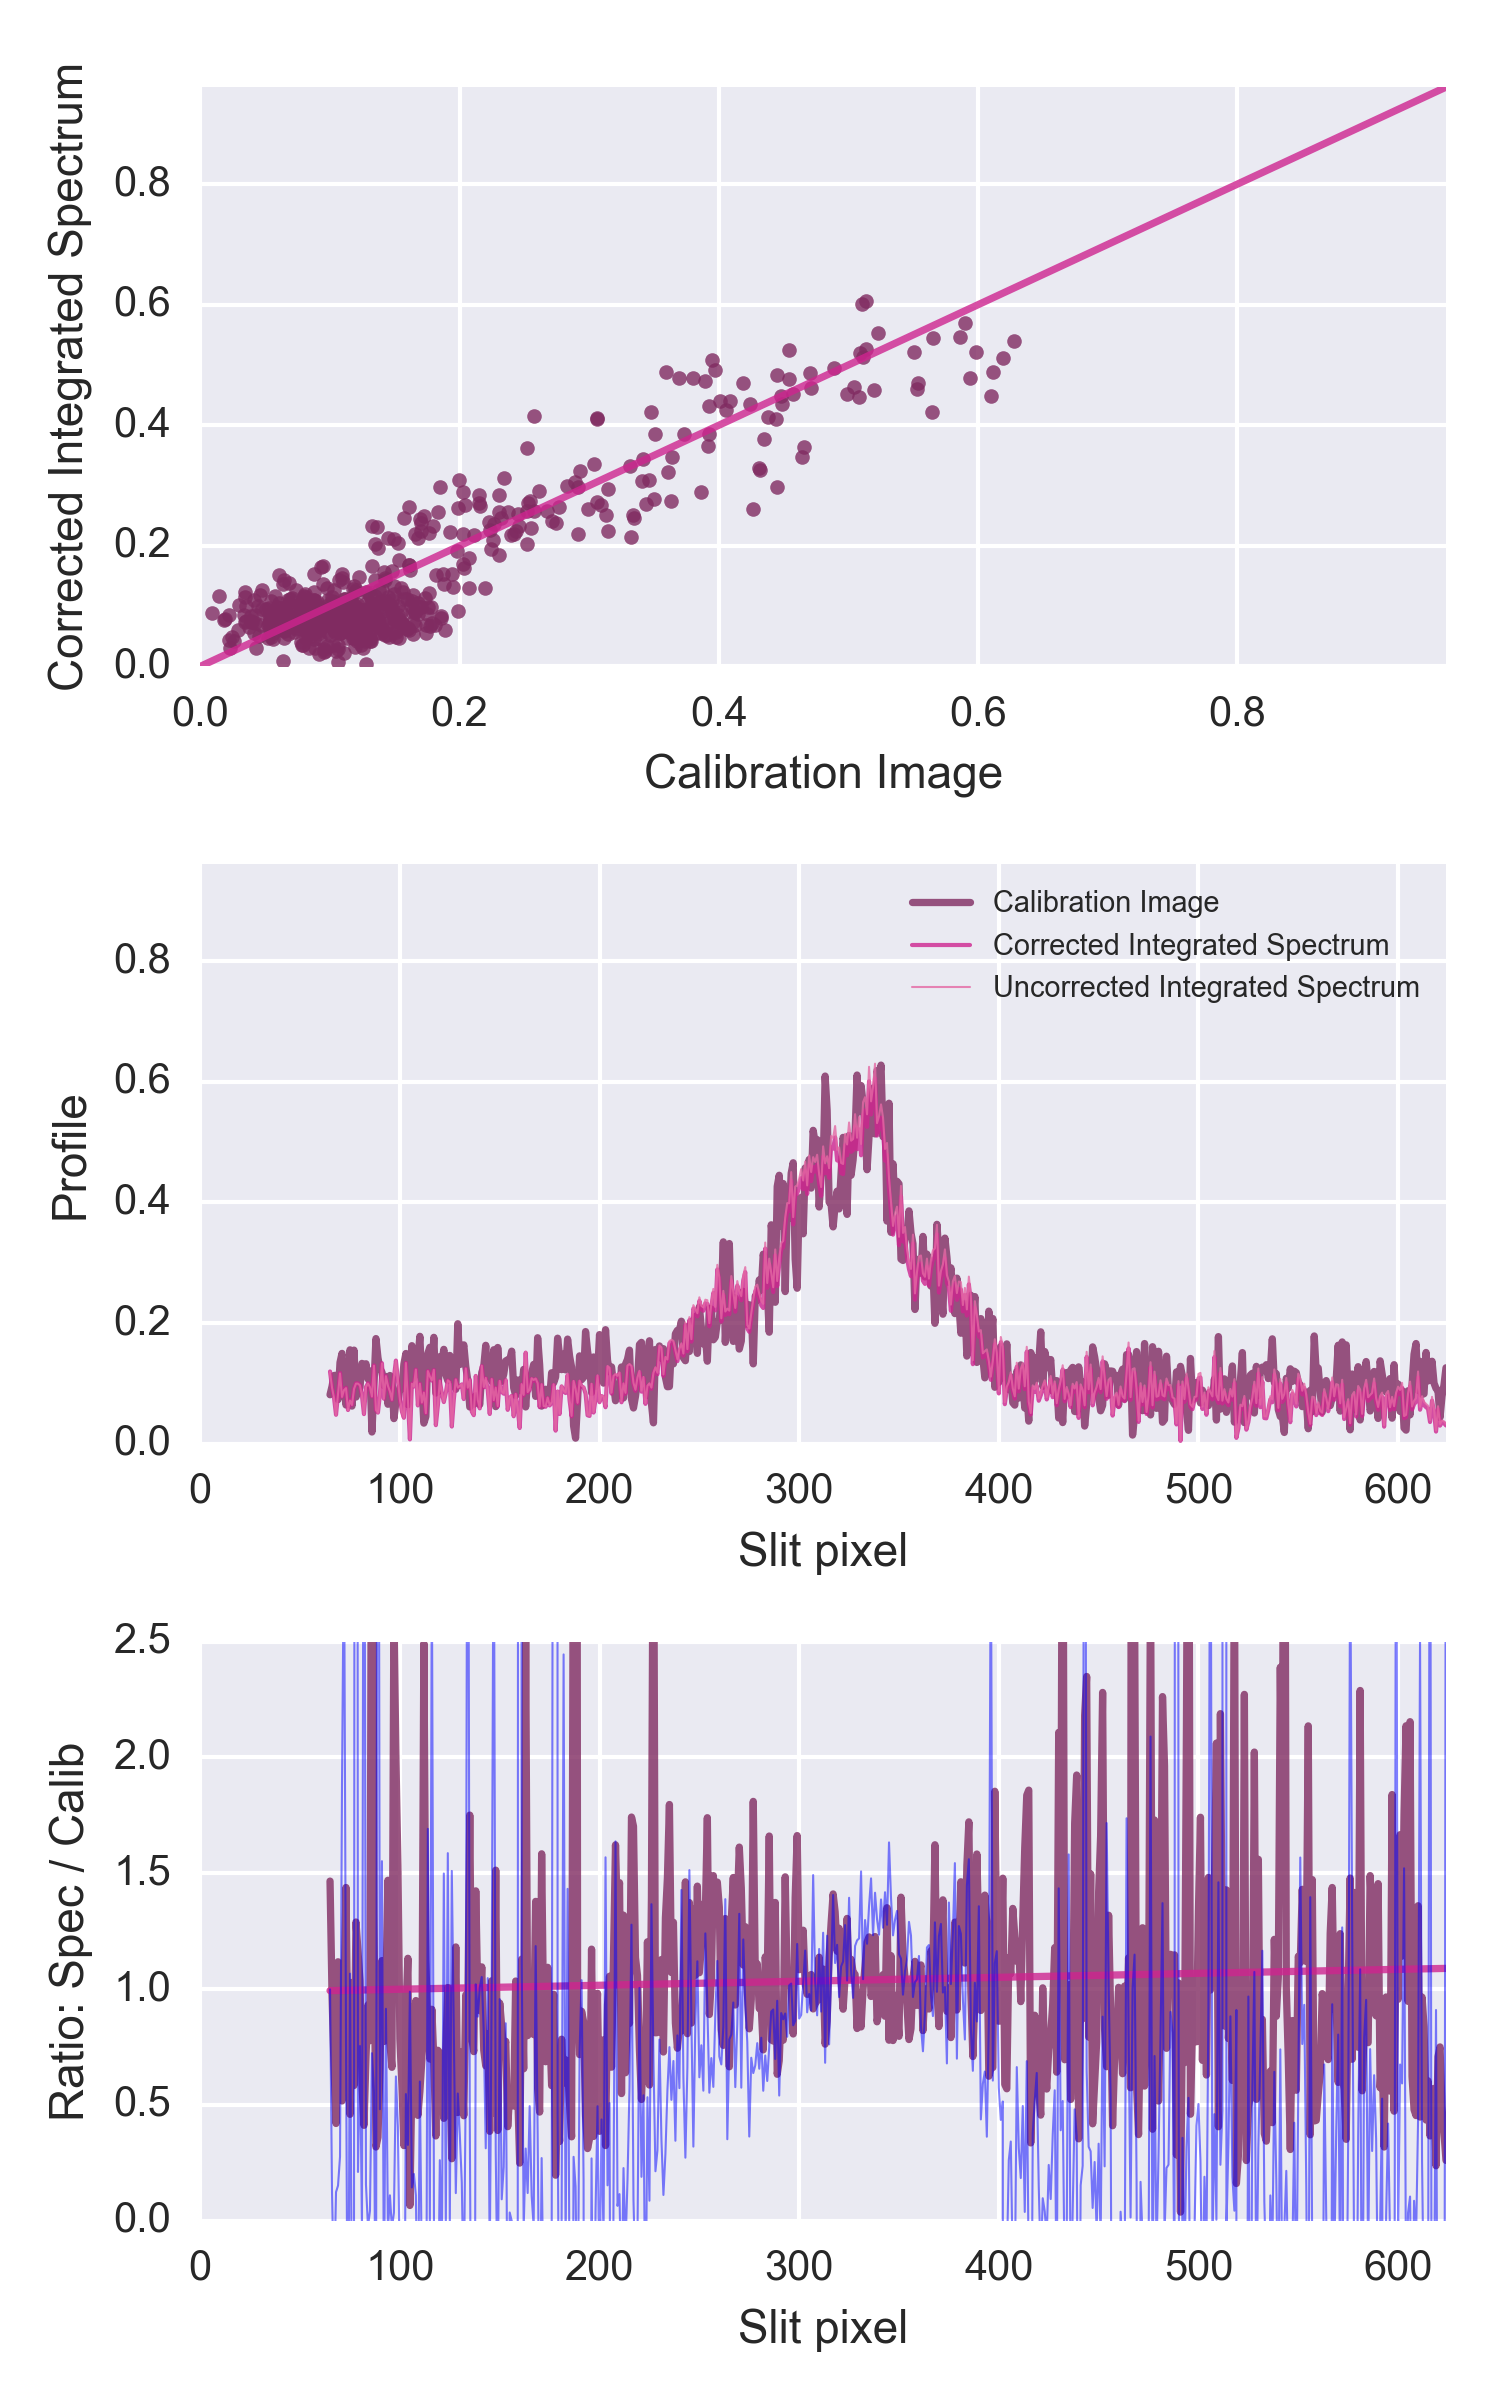 Corrected Integrated Spectrum
0.8
0.6
0.4
0.2
0.0
0.0 0.2 0.4 0.6 0.8
Calibration Image
Calibration Image
Corrected Integrated Spectrum
Uncorrected Integrated Spectrum
Profile
0.8
0.6
0.4
0.2
0.0
0 100 200 300 400 500 600
Slit pixel
Ratio: Spec / Calib
2.5
2.0
1.5
1.0
0.5
0.0
0 100 200 300 400 500 600
Slit pixel